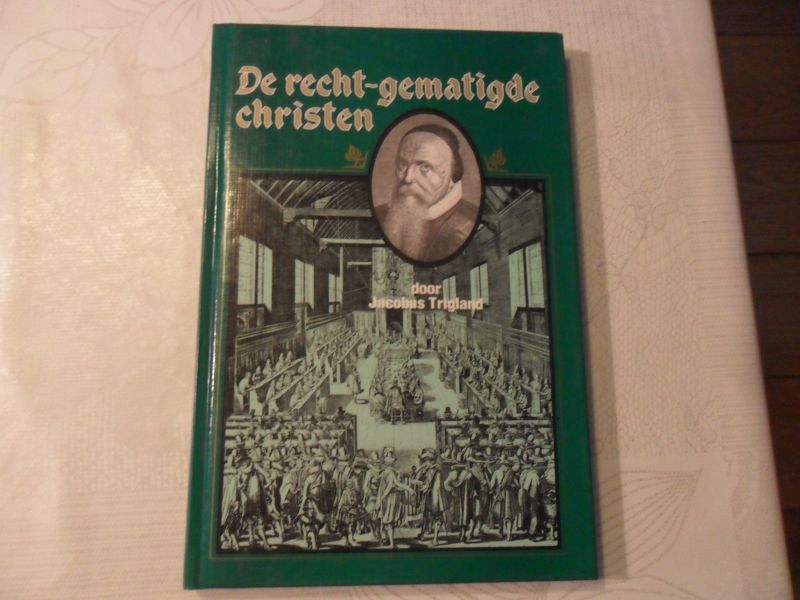 De recht-gematigde
christen
door
Jacobus Trigland